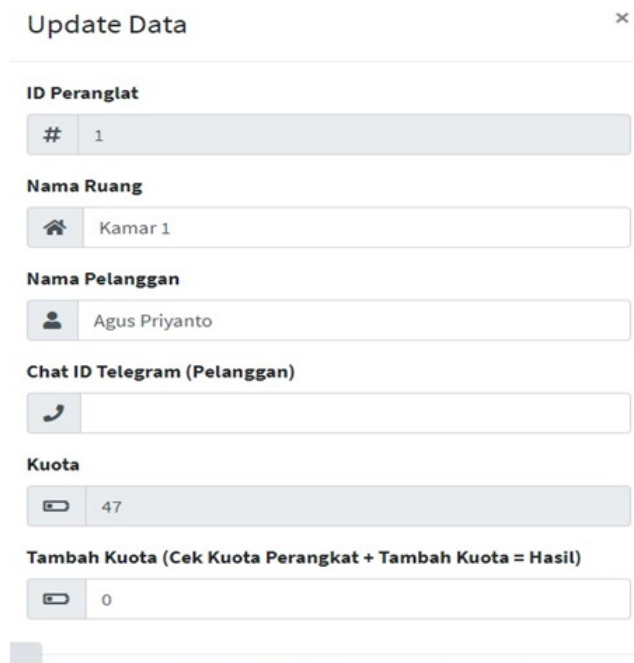 Update Data
×
ID Peranglat
# 1
Nama Ruang
Kamar 1
Nama Pelanggan
Agus Priyanto
Chat ID Telegram (Pelanggan)
Kuota
47
Tambah Kuota (Cek Kuota Perangkat + Tambah Kuota = Hasil)
0